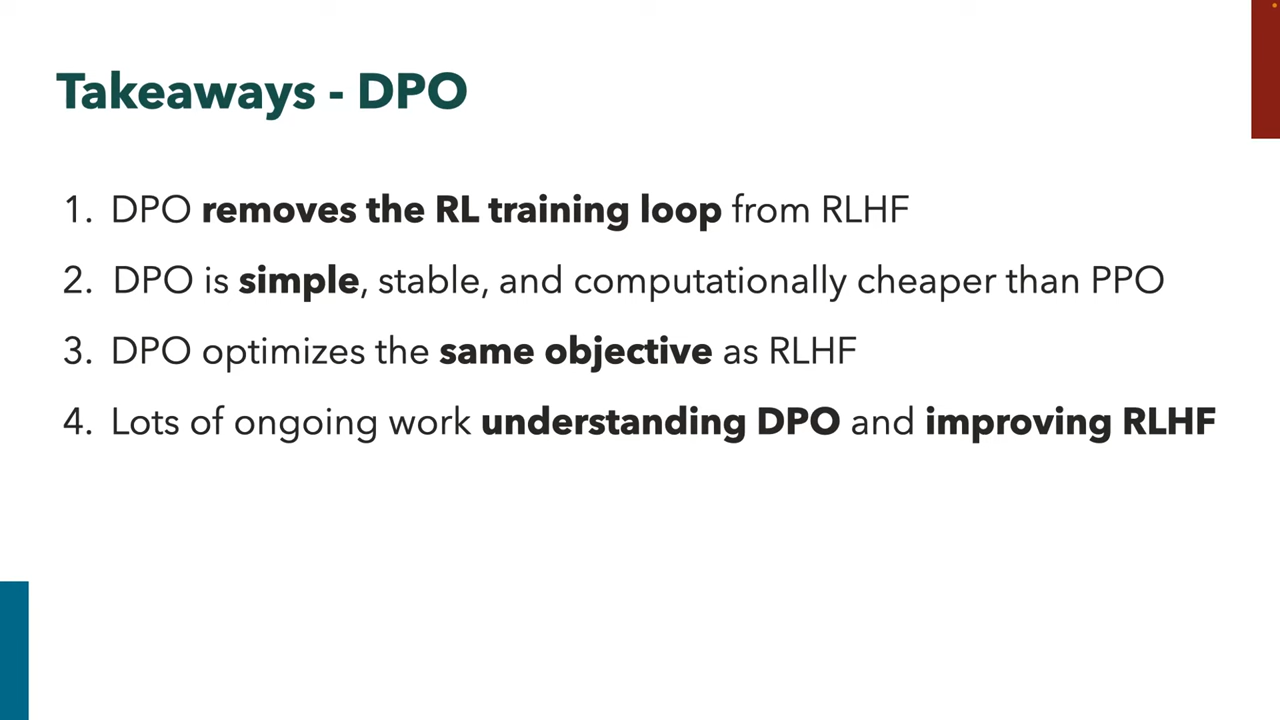 Takeaways - DPO
1. DPO removes the RL training loop from RLHF
2. DPO is simple, stable, and computationally cheaper than PPO
3. DPO optimizes the same objective as RLHF
4. Lots of ongoing work understanding DPO and improving RLHF